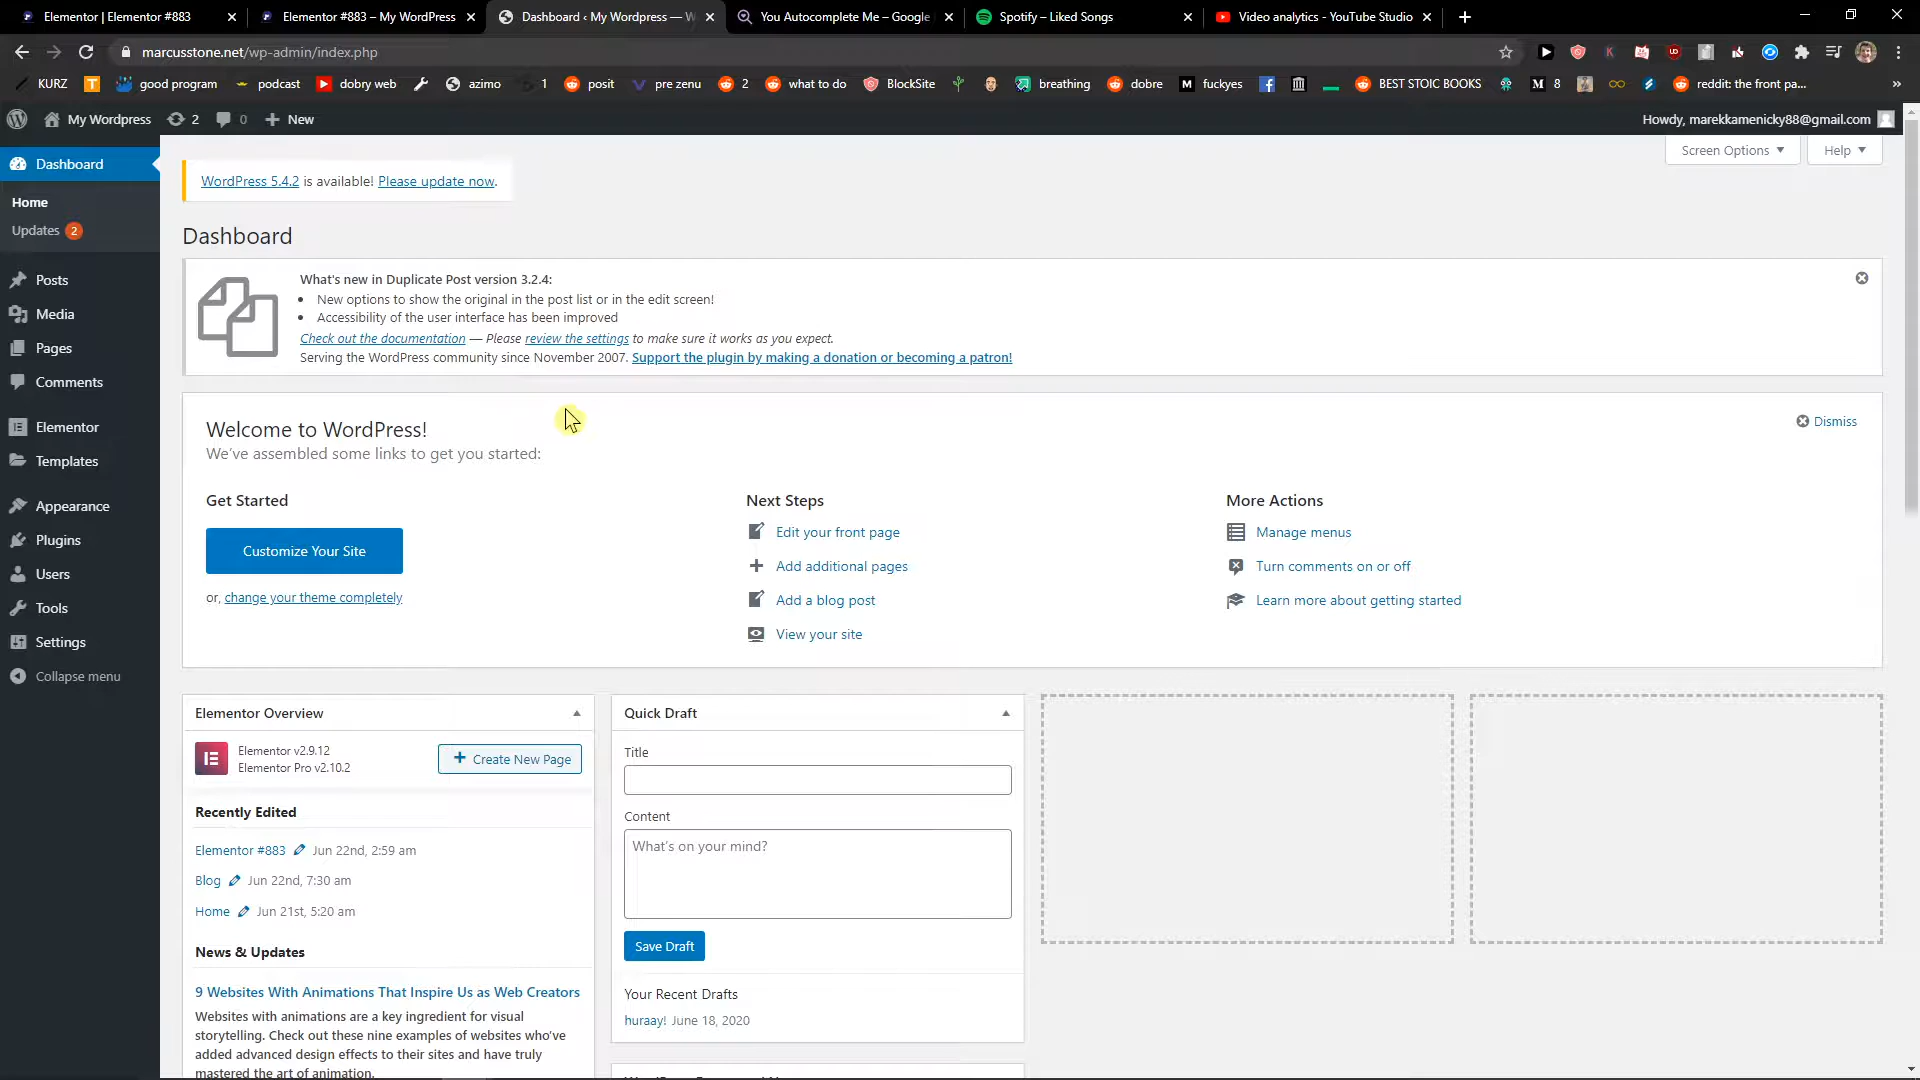 Elementor | Elementor #883
Elementor #883 – My WordPress
Dashboard ‹ My Wordpress — W
You Autocomplete Me – Google
Spotify – Liked Songs
Video analytics - YouTube Studio
marcusstone.net/wp-admin/index.php
KURZ
good program
podcast
dobry web
azimo
1
posit
pre zenu
2
what to do
BlockSite
breathing
dobre
fuckyes
BEST STOIC BOOKS
8
reddit: the front pa...
My Wordpress
2
0
New
Howdy, marekkamenicky88@gmail.com
Screen Options
Help
Dashboard
Home
Updates 2
Posts
Media
Pages
Comments
Elementor
Templates
Appearance
Plugins
Users
Tools
Settings
Collapse menu
WordPress 5.4.2 is available! Please update now.
Dashboard
What's new in Duplicate Post version 3.2.4:
New options to show the original in the post list or in the edit screen!
Accessibility of the user interface has been improved
Check out the documentation — Please review the settings to make sure it works as you expect.
Serving the WordPress community since November 2007. Support the plugin by making a donation or becoming a patron!
Welcome to WordPress!
We've assembled some links to get you started:
Dismiss
Get Started
Customize Your Site
or, change your theme completely
Next Steps
Edit your front page
Add additional pages
Add a blog post
View your site
More Actions
Manage menus
Turn comments on or off
Learn more about getting started
Elementor Overview
Elementor v2.9.12
Elementor Pro v2.10.2
Create New Page
Recently Edited
Elementor #883 Jun 22nd, 2:59 am
Blog Jun 22nd, 7:30 am
Home Jun 21st, 5:20 am
News & Updates
9 Websites With Animations That Inspire Us as Web Creators
Websites with animations are a key ingredient for visual
storytelling. Check out these nine examples of websites who've
added advanced design effects to their sites and have truly
mastered the art of animation.
Quick Draft
Title
Content
What's on your mind?
Save Draft
Your Recent Drafts
huraay! June 18, 2020